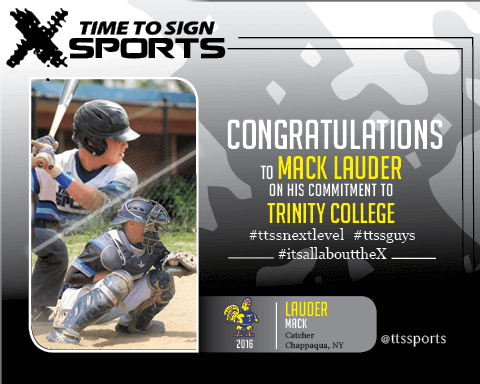 TIME TO SIGN
X SPORTS
CONGRATULATIONS
TO MACK LAUDER
ON HIS COMMITMENT TO
TRINITY COLLEGE
#ttssnextlevel #ttssguys
#itsallabouttheX
LAUDER
MACK
Catcher
Chappaqua, NY
2016
@ttssports